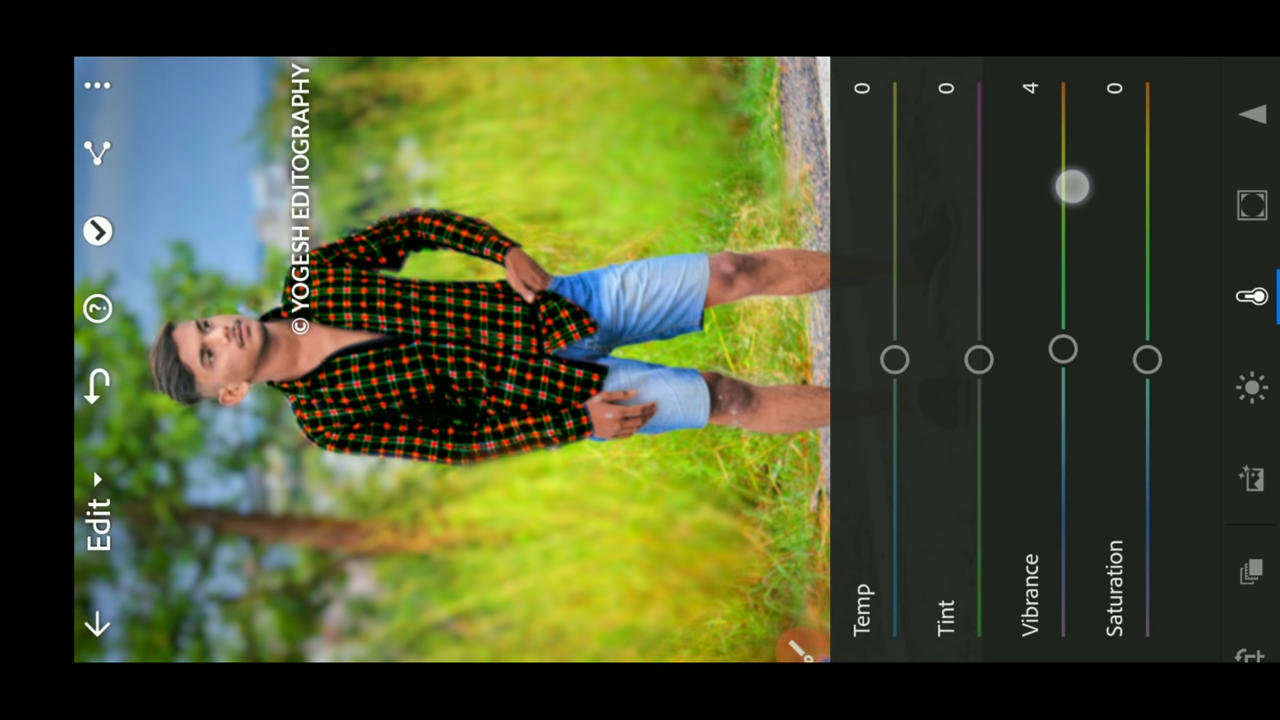 Edit
© YOGESH EDITOGRAPHY
Temp 0
Tint 0
Vibrance 4
Saturation 0